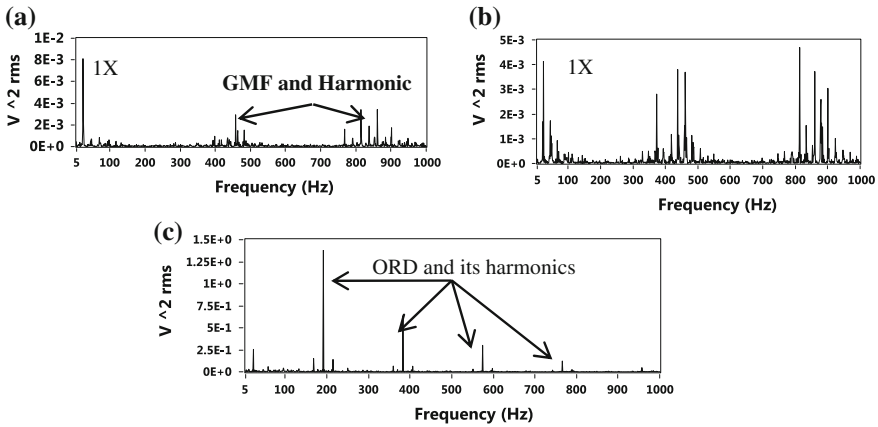 (a)
1E-2
8E-3
6E-3
4E-3
2E-3
0E+0
V ^2 rms
1X
GMF and Harmonic
5 100 200 300 400 500 600 700 800 900 1000
Frequency (Hz)
(b)
5E-3
4E-3
3E-3
2E-3
1E-3
0E+0
V ^2 rms
1X
5 100 200 300 400 500 600 700 800 900 1000
Frequency (Hz)
(c)
1.5E+0
1E+0
7.5E-1
5E-1
2.5E-1
0E+0
V ^2 rms
ORD and its harmonics
5 100 200 300 400 500 600 700 800 900 1000
Frequency (Hz)